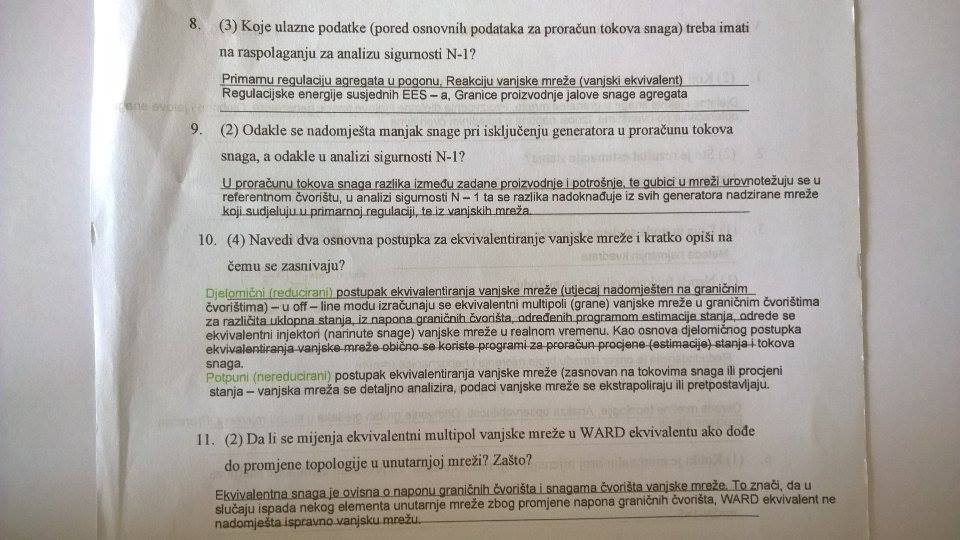 8. (3) Koje ulazne podatke (pored osnovnih podataka za proračun tokova snaga) treba imati
na raspolaganju za analizu sigurnosti N-1?
Primarnu regulaciju agregata u pogonu, Reakciju vanjske mreže (vanjski ekvivalent)
Regulacijske energije susjednih EES – a, Granice proizvodnje jalove snage agregata
9. (2) Odakle se nadomješta manjak snage pri isključenju generatora u proračunu tokova
snaga, a odakle u analizi sigurnosti N-1?
U proračunu tokova snaga razlika između zadane proizvodnje i potrošnje, te gubici u mreži urovnotežuju se u
referentnom čvorištu, u analizi sigurnosti N – 1 ta se razlika nadoknađuje iz svih generatora nadzirane mreže
koji sudjeluju u primarnoj regulaciji, te iz vanjskih mreža.
10. (4) Navedi dva osnovna postupka za ekvivalentiranje vanjske mreže i kratko opiši na
čemu se zasnivaju?
Djelomični (reducirani) postupak ekvivalentiranja vanjske mreže (utjecaj nadomješten na graničnim
čvorištima) – u off – line modu izračunaju se ekvivalentni multipoli (grane) vanjske mreže u graničnim čvorištima
za različita uklopna stanja, iz napona graničnih čvorišta, određenih programom estimacije stanja, odrede se
ekvivalentni injektori (narinute snage) vanjske mreže u realnom vremenu. Kao osnova djelomičnog postupka
ekvivalentiranja vanjske mreže obično se koriste programi za proračun procjene (estimacije) stanja i tokova
snaga.
Potpuni (nereducirani) postupak ekvivalentiranja vanjske mreže (zasnovan na tokovima snaga ili procjeni
stanja – vanjska mreža se detaljno analizira, podaci vanjske mreže se ekstrapoliraju ili pretpostavljaju.
11. (2) Da li se mijenja ekvivalentni multipol vanjske mreže u WARD ekvivalentu ako dođe
do promjene topologije u unutarnjoj mreži? Zašto?
Ekvivalentna snaga je ovisna o naponu graničnih čvorišta i snagama čvorišta vanjske mreže. To znači, da u
slučaju ispada nekog elementa unutarnje mreže zbog promjene napona graničnih čvorišta, WARD ekvivalent ne
nadomješta ispravno vanjsku mrežu.